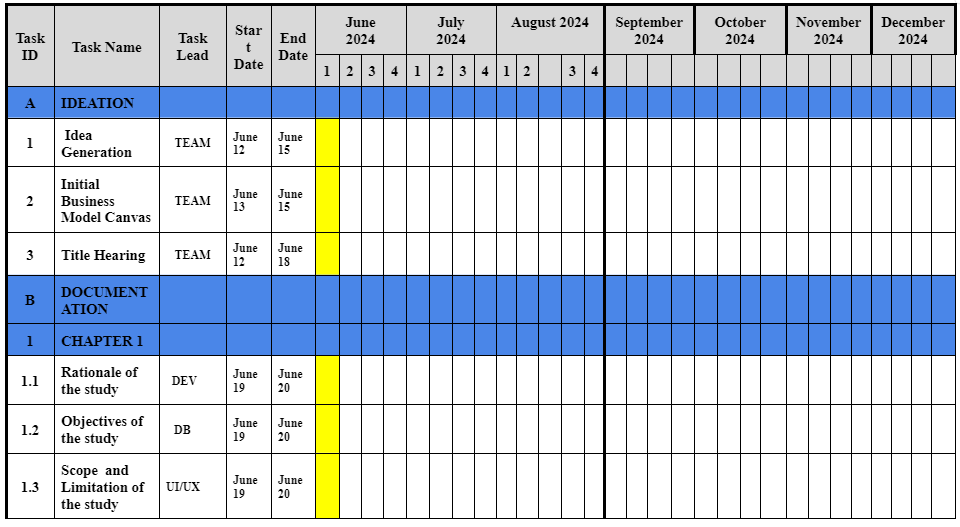 Task ID Task Name Task Lead Star t Date End Date June 2024 July 2024 August 2024 September 2024 October 2024 November 2024 December 2024
1 2 3 4 1 2 3 4 1 2 3 4
A IDEATION
1 Idea Generation TEAM June 12 June 15
2 Initial Business Model Canvas TEAM June 13 June 15
3 Title Hearing TEAM June 12 June 18
B DOCUMENT ATION
1 CHAPTER 1
1.1 Rationale of the study DEV June 19 June 20
1.2 Objectives of the study DB June 19 June 20
1.3 Scope and Limitation of the study UI/UX June 19 June 20